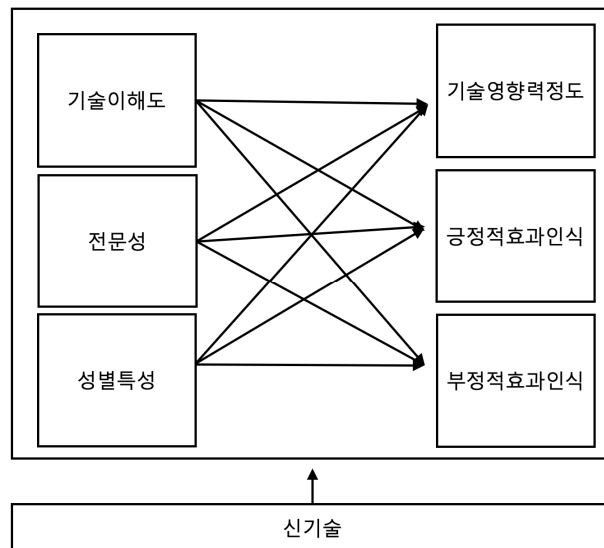 기술이해도
기술영향력정도
전문성
긍정적효과인식
성별특성
부정적효과인식
신기술